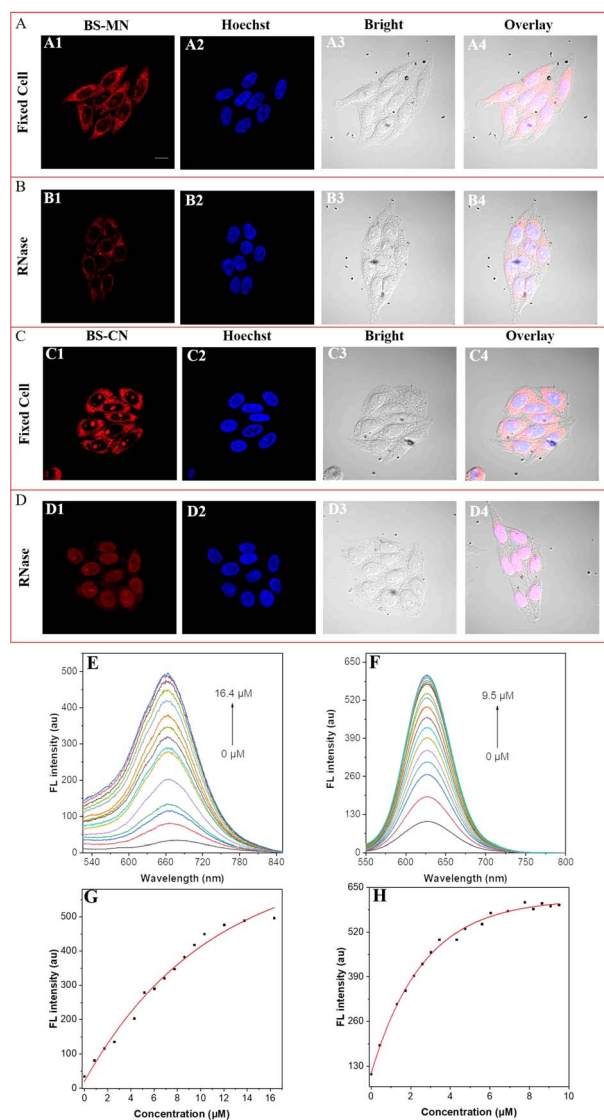 A BS-MN Hoechst Bright Overlay
Fixed Cell A1 A2 A3 A4
B
RNase B1 B2 B3 B4
C BS-CN Hoechst Bright Overlay
Fixed Cell C1 C2 C3 C4
D
RNase D1 D2 D3 D4
E
FL intensity (au)
500
400
300
200
100
0
16.4 µM
0 µM
540 600 660 720 780 840
Wavelength (nm)
F
FL intensity (au)
650
520
390
260
130
0
9.5 µM
0 µM
550 600 650 700 750 800
Wavelength (nm)
G
FL intensity (au)
500
400
300
200
100
0
0 2 4 6 8 10 12 14 16
Concentration (µM)
H
FL intensity (au)
650
520
390
260
130
0 2 4 6 8 10
Concentration (µM)